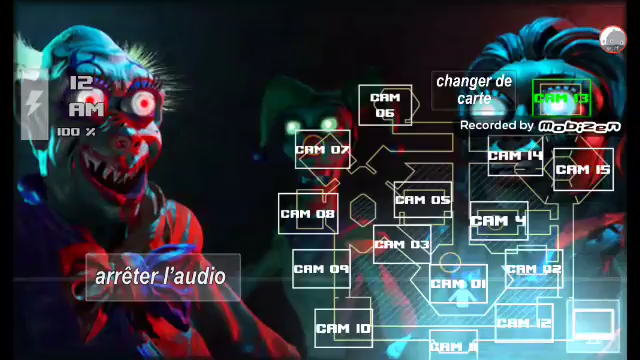 12
AM
100 %
changer de
carte
CAM 13
Recorded by Mobizen
CAM
06
CAM 07
CAM 14
CAM 15
CAM 05
CAM 08
CAM 4
CAM 03
CAM 09
CAM 01
CAM 02
arrêter l'audio
CAM 10
CAM 12
CAM 11